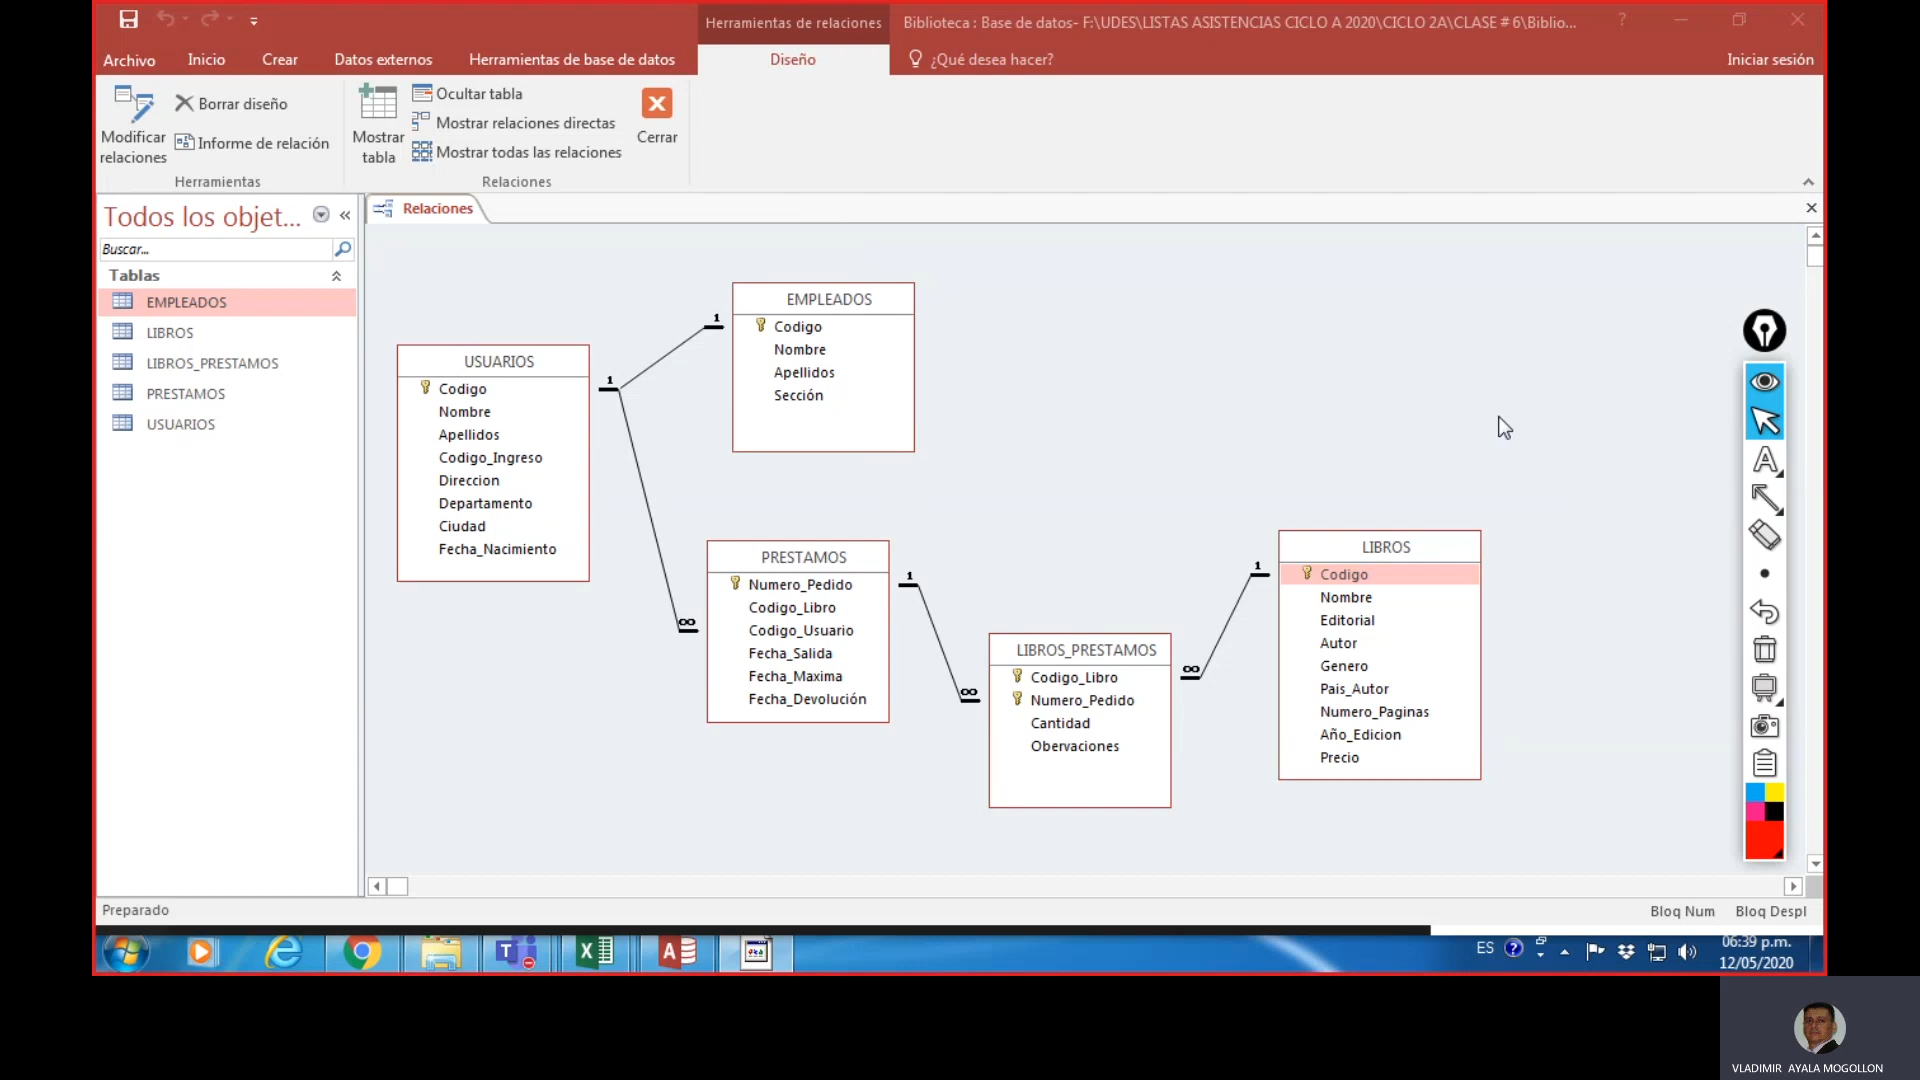 Herramientas de relaciones
Biblioteca : Base de datos- F:\UDES\LISTAS ASISTENCIAS CICLO A 2020\CICLO 2A\CLASE # 6\Biblio...
?
Archivo
Inicio
Crear
Datos externos
Herramientas de base de datos
Diseño
¿Qué desea hacer?
Iniciar sesión
Modificar
relaciones
Borrar diseño
Informe de relación
Herramientas
Mostrar
tabla
Ocultar tabla
Mostrar relaciones directas
Mostrar todas las relaciones
Cerrar
Relaciones
Todos los objet...
Buscar...
Tablas
EMPLEADOS
LIBROS
LIBROS_PRESTAMOS
PRESTAMOS
USUARIOS
Relaciones
USUARIOS
Codigo
Nombre
Apellidos
Codigo_Ingreso
Direccion
Departamento
Ciudad
Fecha_Nacimiento
1
1
∞
EMPLEADOS
Codigo
Nombre
Apellidos
Sección
PRESTAMOS
Numero_Pedido
Codigo_Libro
Codigo_Usuario
Fecha_Salida
Fecha_Maxima
Fecha_Devolución
1
∞
LIBROS_PRESTAMOS
Codigo_Libro
Numero_Pedido
Cantidad
Obervaciones
∞
1
LIBROS
Codigo
Nombre
Editorial
Autor
Genero
Pais_Autor
Numero_Paginas
Año_Edicion
Precio
A
Preparado
Bloq Num
Bloq Despl
ES
06:39 p.m.
12/05/2020
VLADIMIR AYALA MOGOLLON